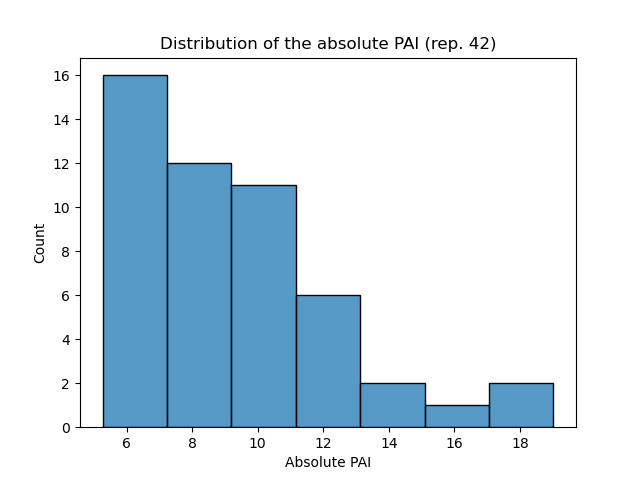 Distribution of the absolute PAI (rep. 42)
16
14
12
10
8
6
4
2
0
Count
6 8 10 12 14 16 18
Absolute PAI